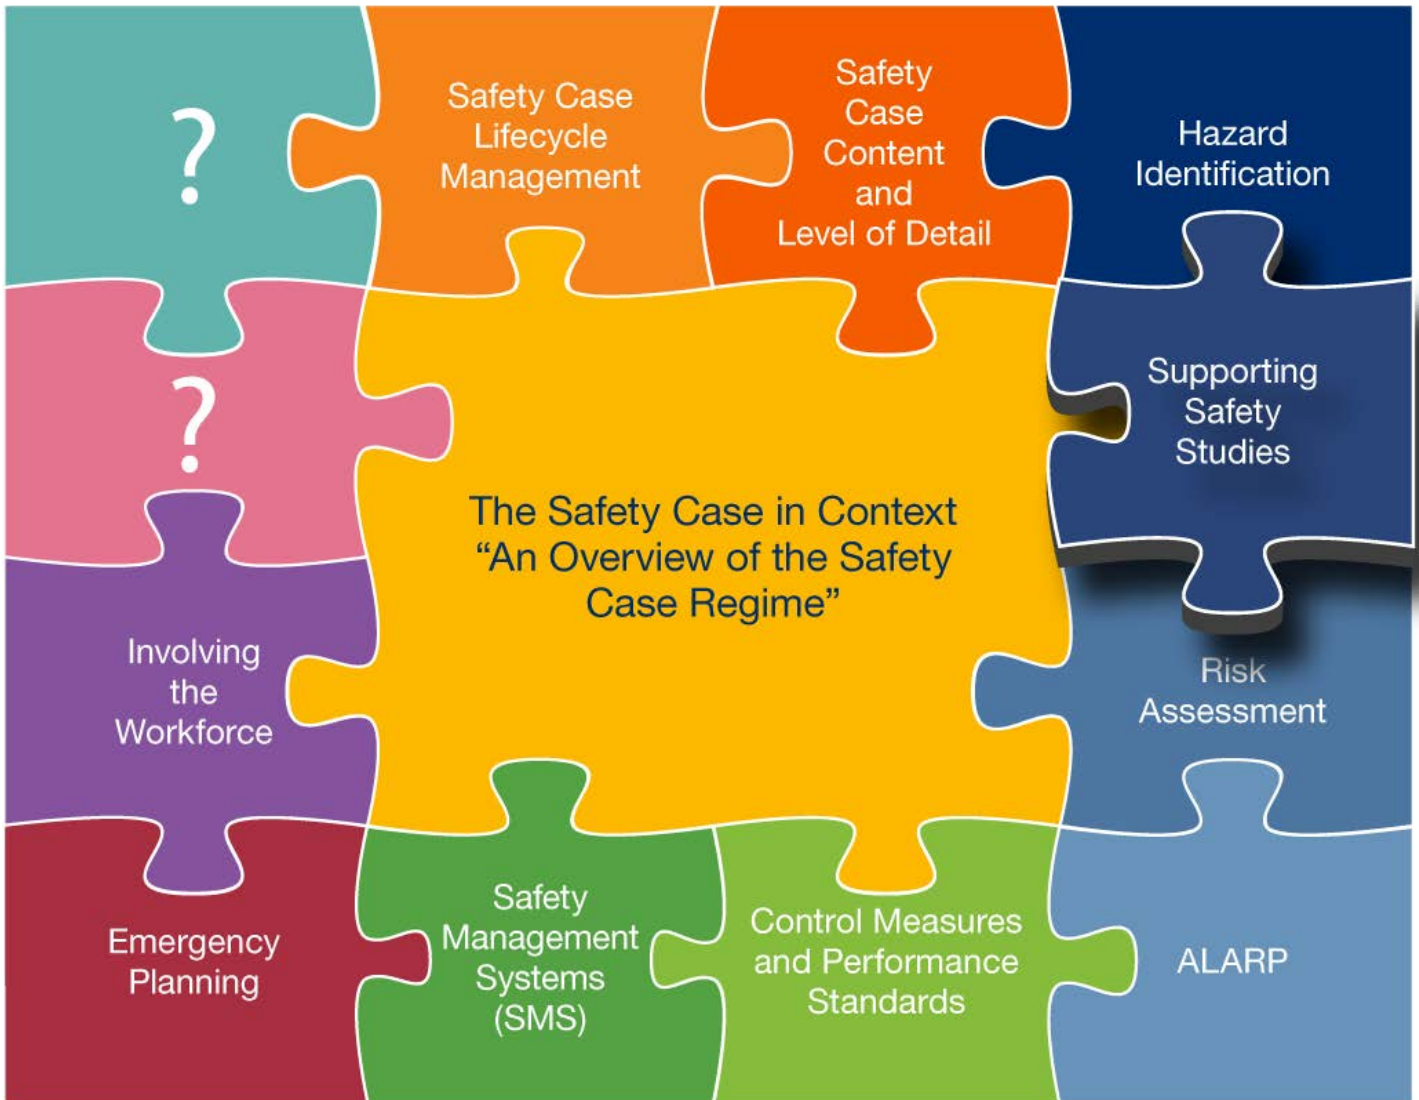 ?
Safety Case
Lifecycle
Management
Safety
Case
Content
and
Level of Detail
Hazard
Identification
?
Supporting
Safety
Studies
The Safety Case in Context
“An Overview of the Safety
Case Regime”
Involving
the
Workforce
Risk
Assessment
Emergency
Planning
Safety
Management
Systems
(SMS)
Control Measures
and Performance
Standards
ALARP